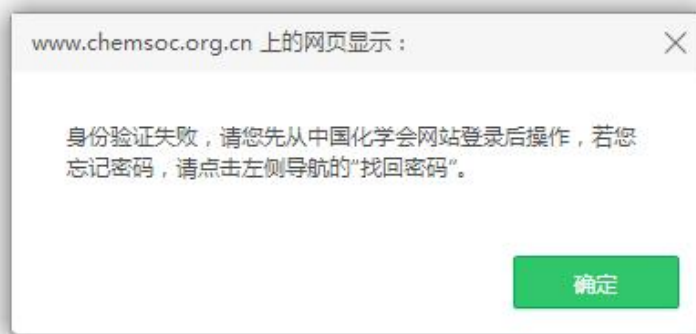 www.chemsoc.org.cn 上的网页显示：
身份验证失败，请您先从中国化学会网站登录后操作，若您
忘记密码，请点击左侧导航的“找回密码”。
确定